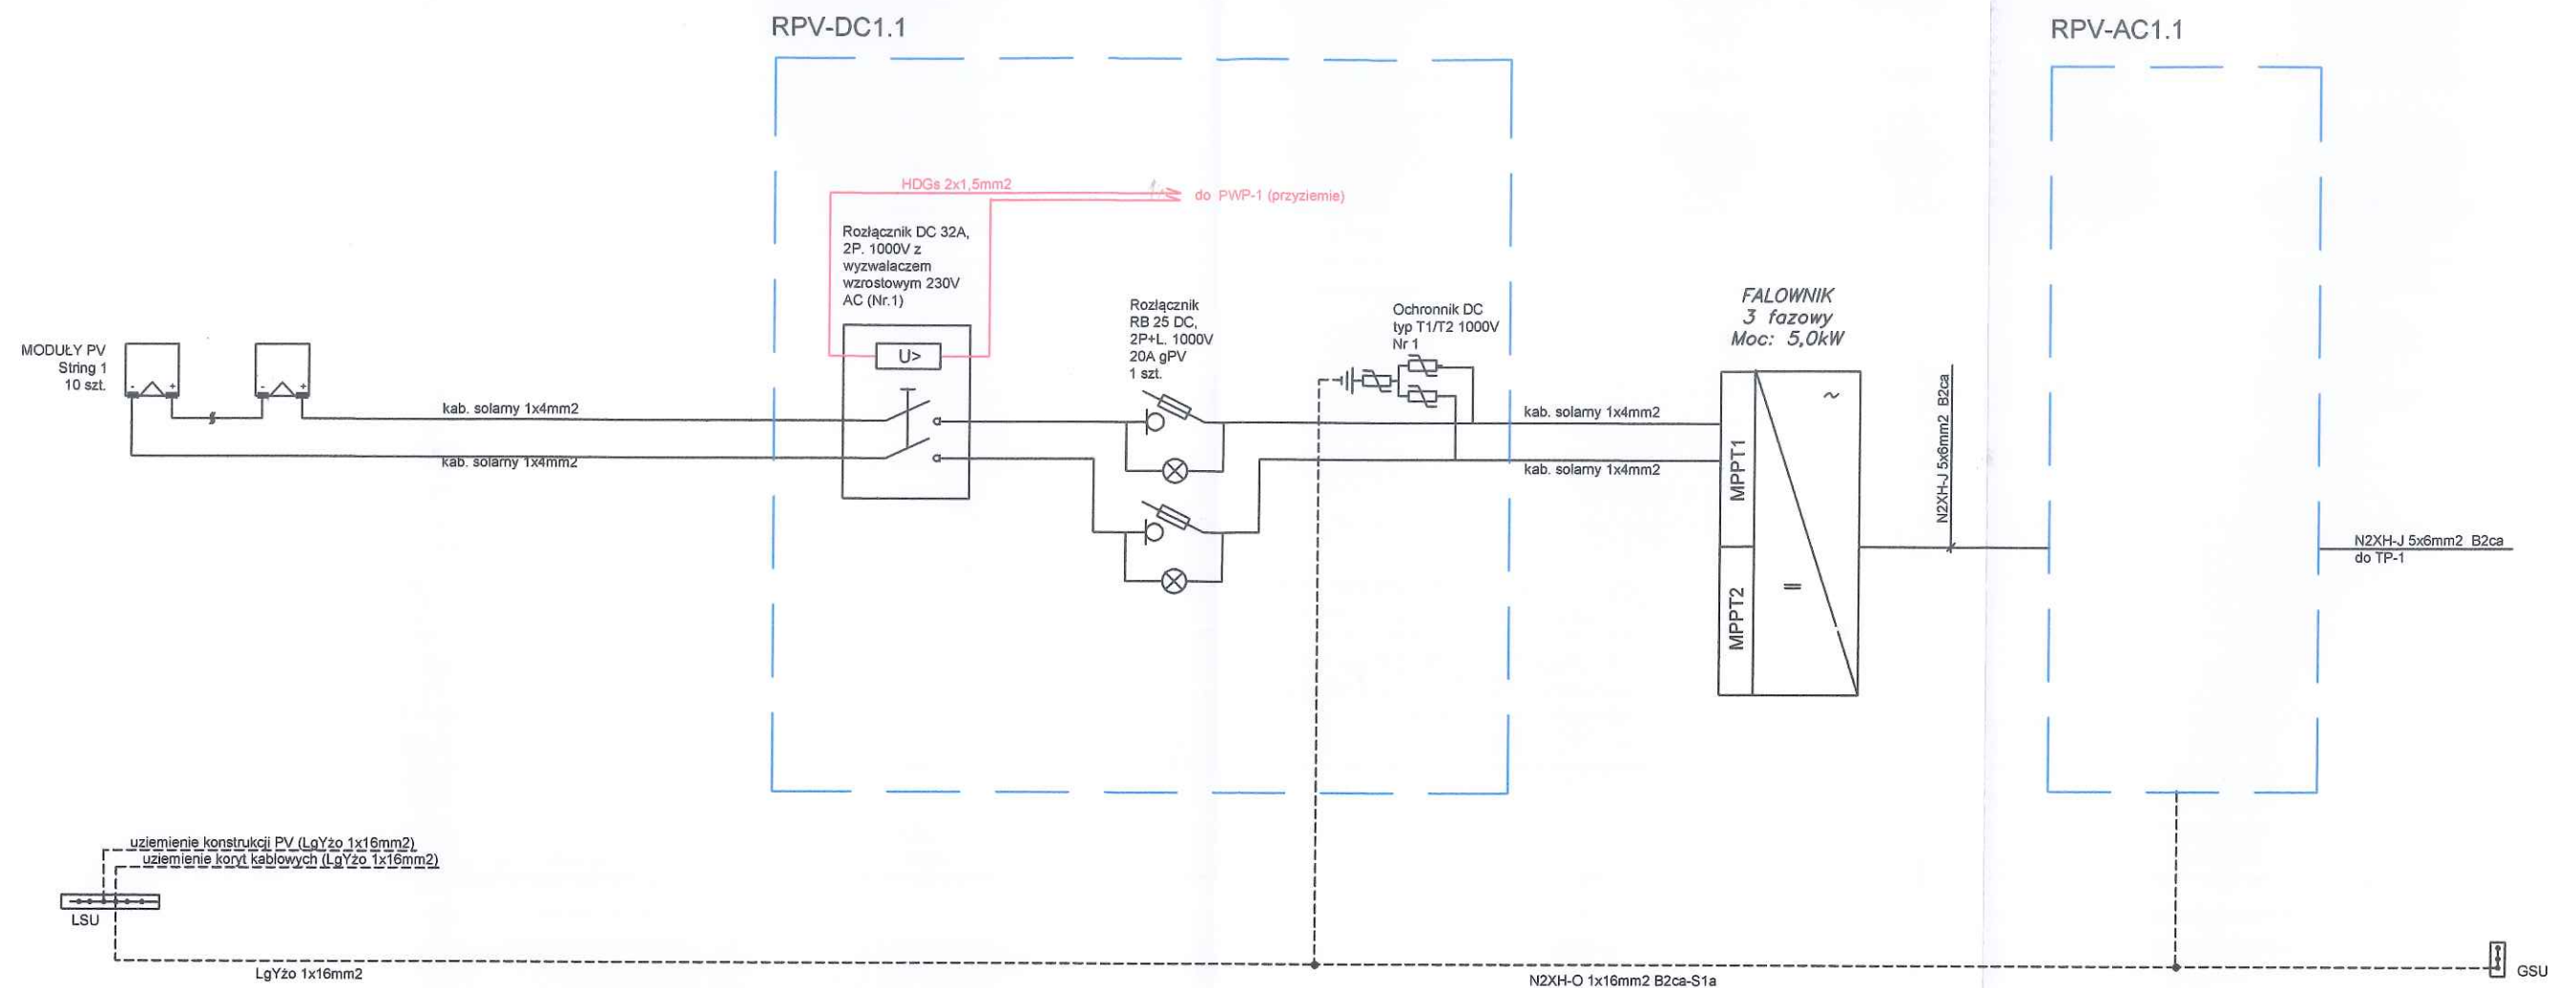 RPV-DC1.1
RPV-AC1.1
HDGs 2x1,5mm2
do PWP-1 (przyziemie)
Rozłącznik DC 32A,
2P. 1000V z
wyzwalaczem
wzrostowym 230V
AC (Nr.1)
U>
Rozłącznik
RB 25 DC,
2P+L. 1000V
20A gPV
1 szt.
Ochronnik DC
typ T1/T2 1000V
Nr 1
FALOWNIK
3 fazowy
Moc: 5,0kW
MODUŁY PV
String 1
10 szt.
- +
- +
kab. solarny 1x4mm2
kab. solarny 1x4mm2
kab. solarny 1x4mm2
kab. solarny 1x4mm2
MPPT1
MPPT2
~
=
N2XH-J 5x6mm2 B2ca
N2XH-J 5x6mm2 B2ca
do TP-1
uziemienie konstrukcji PV (LgYżo 1x16mm2)
uziemienie koryt kablowych (LgYżo 1x16mm2)
LSU
LgYżo 1x16mm2
N2XH-O 1x16mm2 B2ca-S1a
GSU